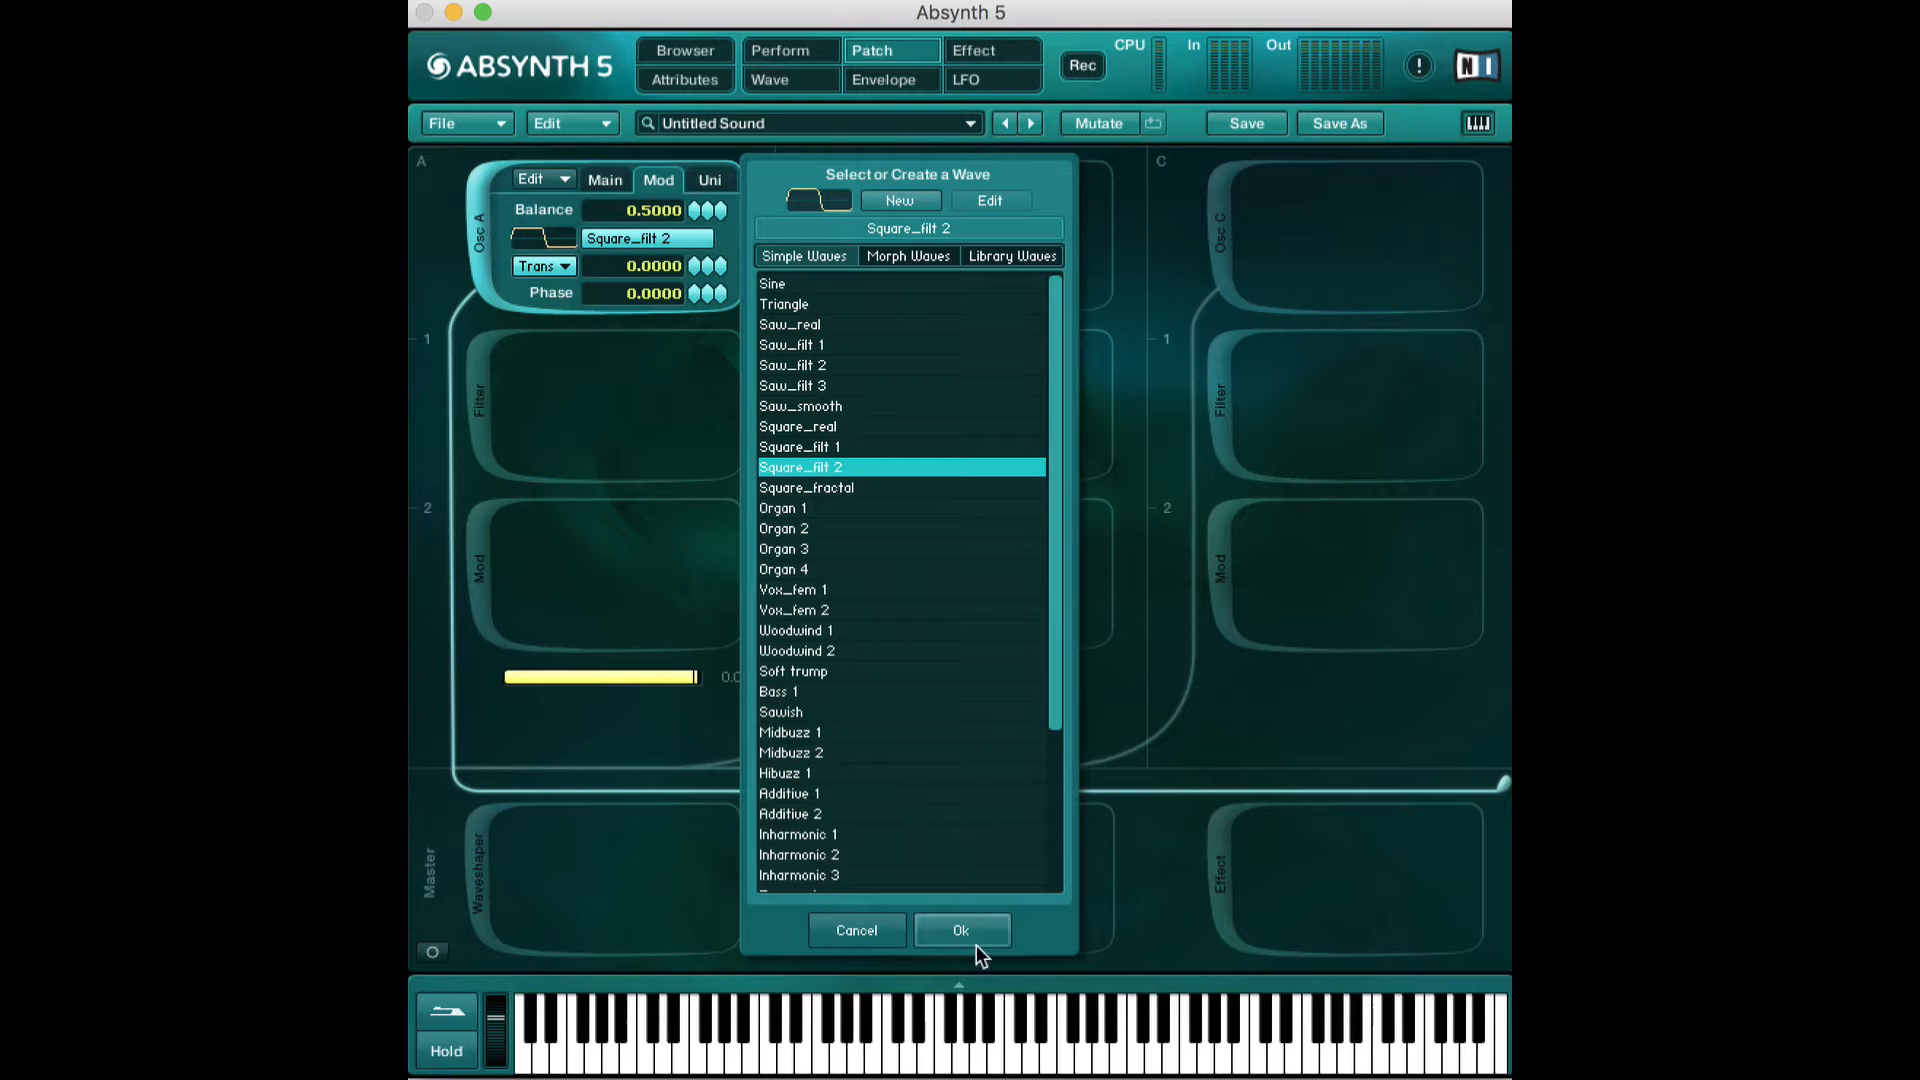 Absynth 5
ABSYNTH 5
Browser
Perform
Patch
Effect
Attributes
Wave
Envelope
LFO
Rec
CPU
In
Out
!
NI
File
Edit
Untitled Sound
Mutate
Save
Save As
A
C
Osc A
Edit
Main
Mod
Uni
Balance
0.5000
Square_filt 2
Trans
0.0000
Phase
0.0000
Osc C
1
Filter
1
Filter
2
Mod
2
Mod
Select or Create a Wave
New
Edit
Square_filt 2
Simple Waves
Morph Waves
Library Waves
Sine
Triangle
Saw_real
Saw_filt 1
Saw_filt 2
Saw_filt 3
Saw_smooth
Square_real
Square_filt 1
Square_filt 2
Square_fractal
Organ 1
Organ 2
Organ 3
Organ 4
Vox_fem 1
Vox_fem 2
Woodwind 1
Woodwind 2
Soft trump
Bass 1
Sawish
Midbuzz 1
Midbuzz 2
Hibuzz 1
Additive 1
Additive 2
Inharmonic 1
Inharmonic 2
Inharmonic 3
Cancel
Ok
Master
Waveshaper
Effect
Hold